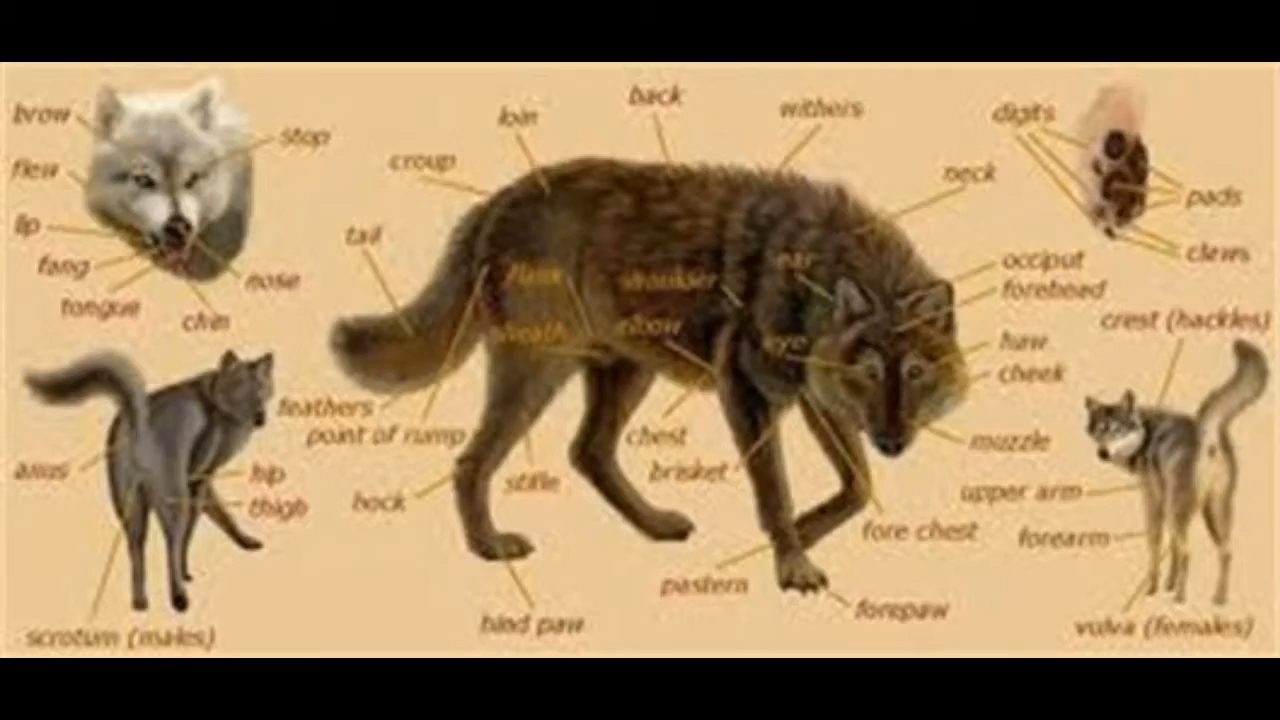 back
brow
loin
withers
digits
stop
croup
flew
neck
pads
lip
tail
claws
fang
nose
flank
shoulder
ear
occiput
forehead
tongue
chin
crest (hackles)
sheath
elbow
eye
haw
cheek
feathers
point of rump
chest
muzzle
anus
hip
brisket
stifle
upper arm
hock
thigh
fore chest
forearm
pastern
forepaw
hind paw
scrotum (males)
vulva (females)